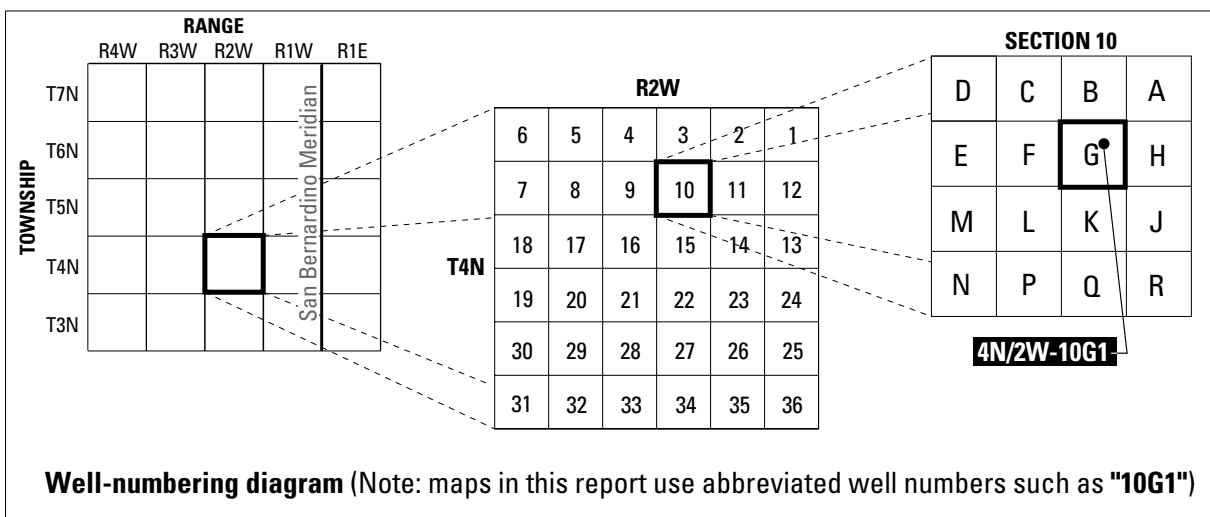 RANGE
R4W R3W R2W R1W R1E
TOWNSHIP
T7N
T6N
T5N
T4N
T3N
San Bernardino Meridian
R2W
T4N
6 5 4 3 2 1
7 8 9 10 11 12
18 17 16 15 14 13
19 20 21 22 23 24
30 29 28 27 26 25
31 32 33 34 35 36
SECTION 10
D C B A
E F G H
M L K J
N P Q R
4N/2W-10G1
Well-numbering diagram (Note: maps in this report use abbreviated well numbers such as "10G1")